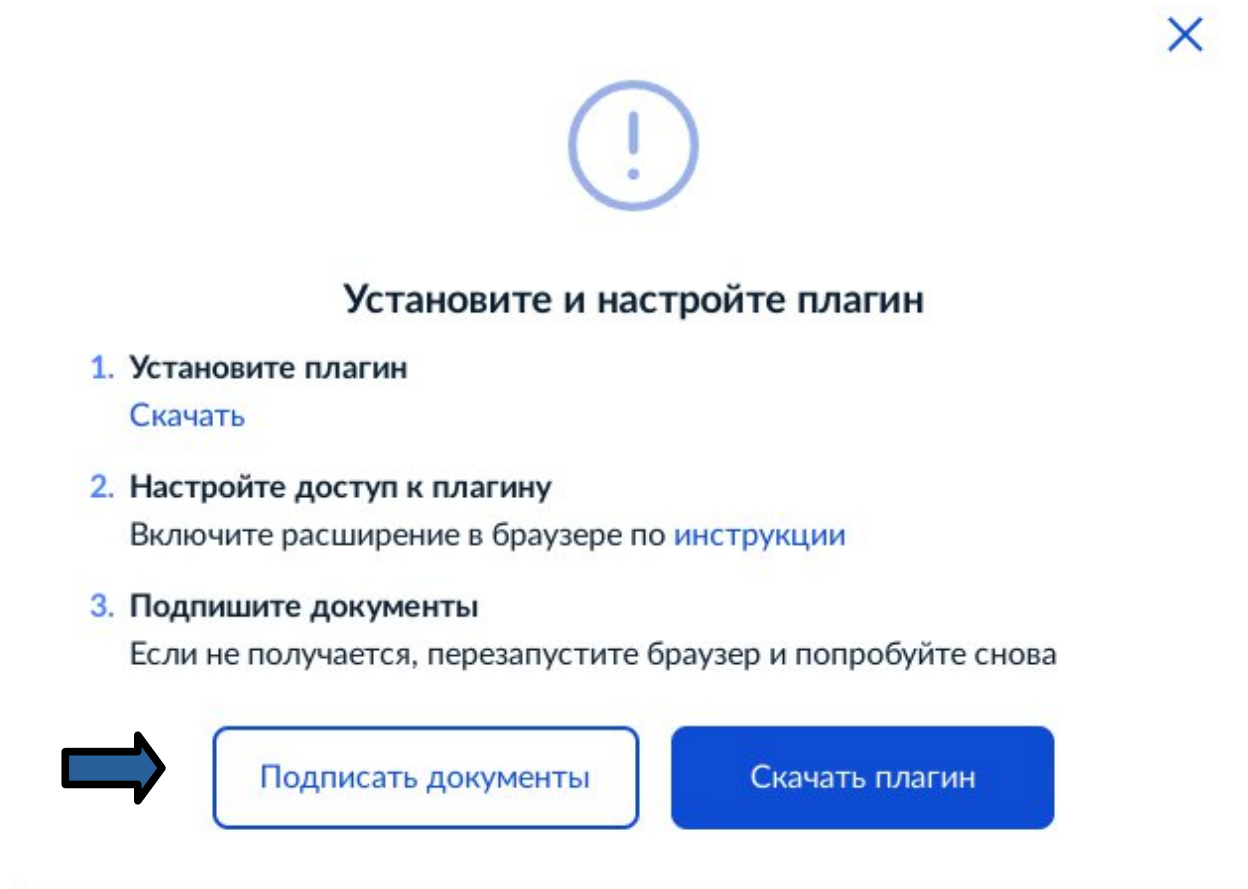 Установите и настройте плагин
1. Установите плагин
Скачать
2. Настройте доступ к плагину
Включите расширение в браузере по инструкции
3. Подпишите документы
Если не получается, перезапустите браузер и попробуйте снова
Подписать документы
Скачать плагин